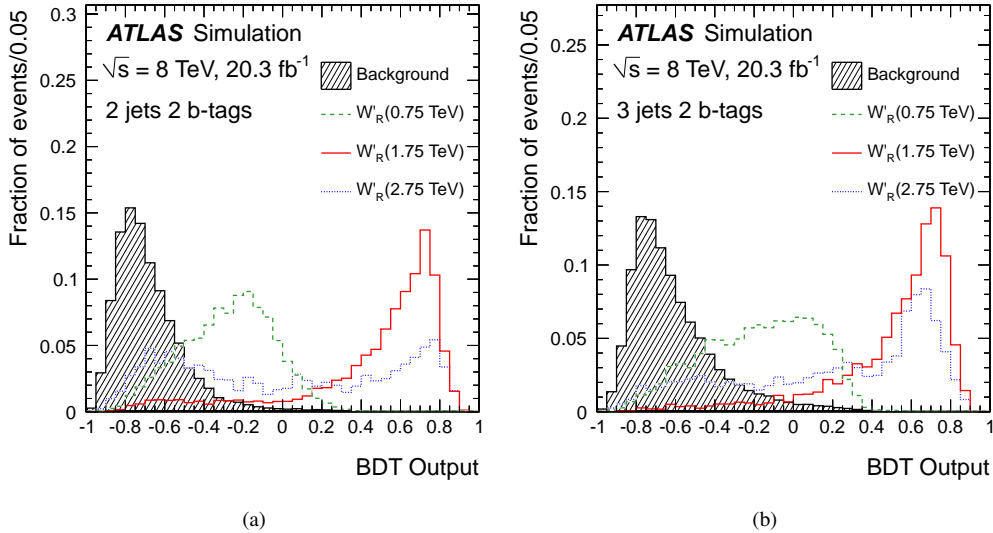 Fraction of events/0.05
0.3
0.25
0.2
0.15
0.1
0.05
0
ATLAS Simulation
√s = 8 TeV, 20.3 fb-1
2 jets 2 b-tags
Background
W'R(0.75 TeV)
W'R(1.75 TeV)
W'R(2.75 TeV)
-1 -0.8 -0.6 -0.4 -0.2 0 0.2 0.4 0.6 0.8 1
BDT Output
(a)
Fraction of events/0.05
0.25
0.2
0.15
0.1
0.05
0
ATLAS Simulation
√s = 8 TeV, 20.3 fb-1
3 jets 2 b-tags
Background
W'R(0.75 TeV)
W'R(1.75 TeV)
W'R(2.75 TeV)
-1 -0.8 -0.6 -0.4 -0.2 0 0.2 0.4 0.6 0.8 1
BDT Output
(b)